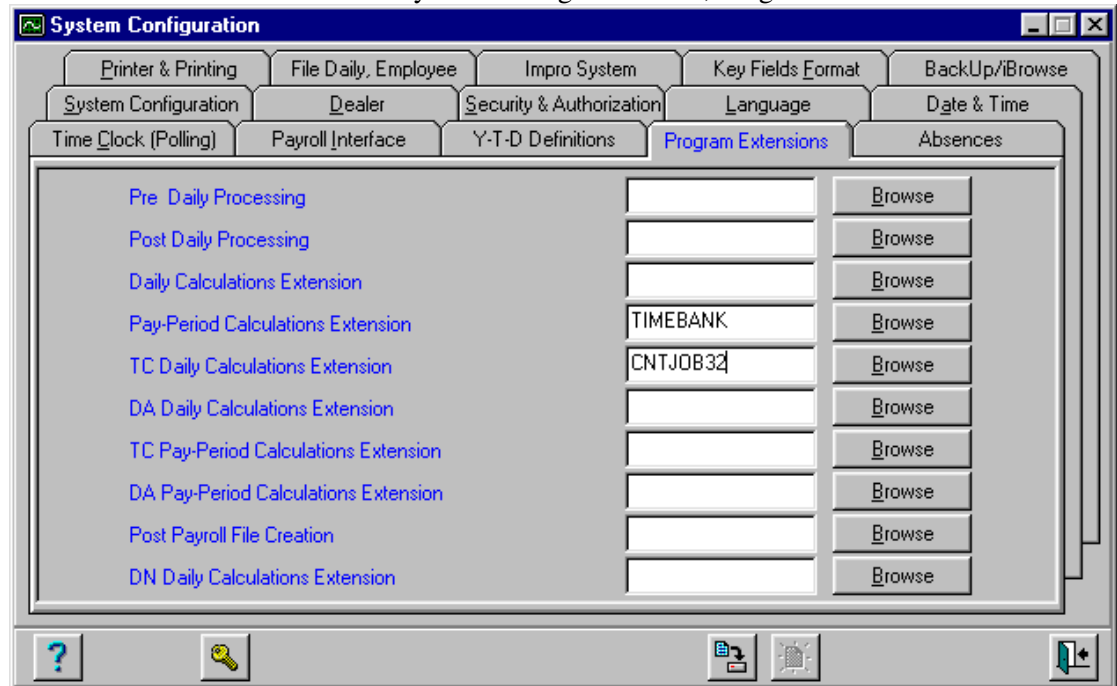 System Configuration
Printer & Printing File Daily, Employee Impro System Key Fields Format BackUp/iBrowse
System Configuration Dealer Security & Authorization Language Date & Time
Time Clock (Polling) Payroll Interface Y-T-D Definitions Program Extensions Absences
Pre Daily Processing Browse
Post Daily Processing Browse
Daily Calculations Extension Browse
Pay-Period Calculations Extension TIMEBANK Browse
TC Daily Calculations Extension CNTJOB32 Browse
DA Daily Calculations Extension Browse
TC Pay-Period Calculations Extension Browse
DA Pay-Period Calculations Extension Browse
Post Payroll File Creation Browse
DN Daily Calculations Extension Browse
?